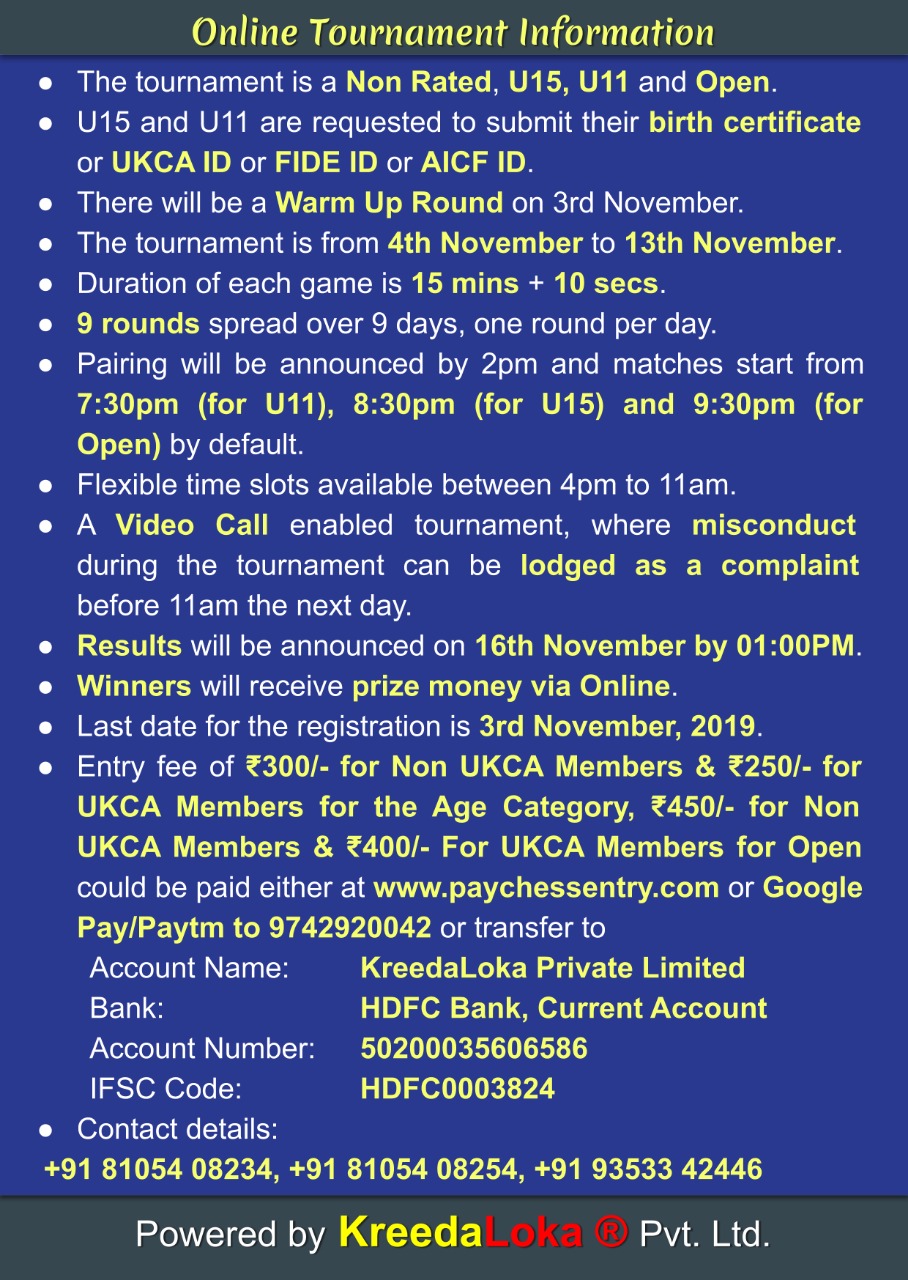 Online Tournament Information
● The tournament is a Non Rated, U15, U11 and Open.
● U15 and U11 are requested to submit their birth certificate
or UKCA ID or FIDE ID or AICF ID.
● There will be a Warm Up Round on 3rd November.
● The tournament is from 4th November to 13th November.
● Duration of each game is 15 mins + 10 secs.
● 9 rounds spread over 9 days, one round per day.
● Pairing will be announced by 2pm and matches start from
7:30pm (for U11), 8:30pm (for U15) and 9:30pm (for
Open) by default.
● Flexible time slots available between 4pm to 11am.
● A Video Call enabled tournament, where misconduct
during the tournament can be lodged as a complaint
before 11am the next day.
● Results will be announced on 16th November by 01:00PM.
● Winners will receive prize money via Online.
● Last date for the registration is 3rd November, 2019.
● Entry fee of ₹300/- for Non UKCA Members & ₹250/- for
UKCA Members for the Age Category, ₹450/- for Non
UKCA Members & ₹400/- For UKCA Members for Open
could be paid either at www.paychessentry.com or Google
Pay/Paytm to 9742920042 or transfer to
Account Name: KreedaLoka Private Limited
Bank: HDFC Bank, Current Account
Account Number: 50200035606586
IFSC Code: HDFC0003824
● Contact details:
+91 81054 08234, +91 81054 08254, +91 93533 42446
Powered by KreedaLoka ® Pvt. Ltd.